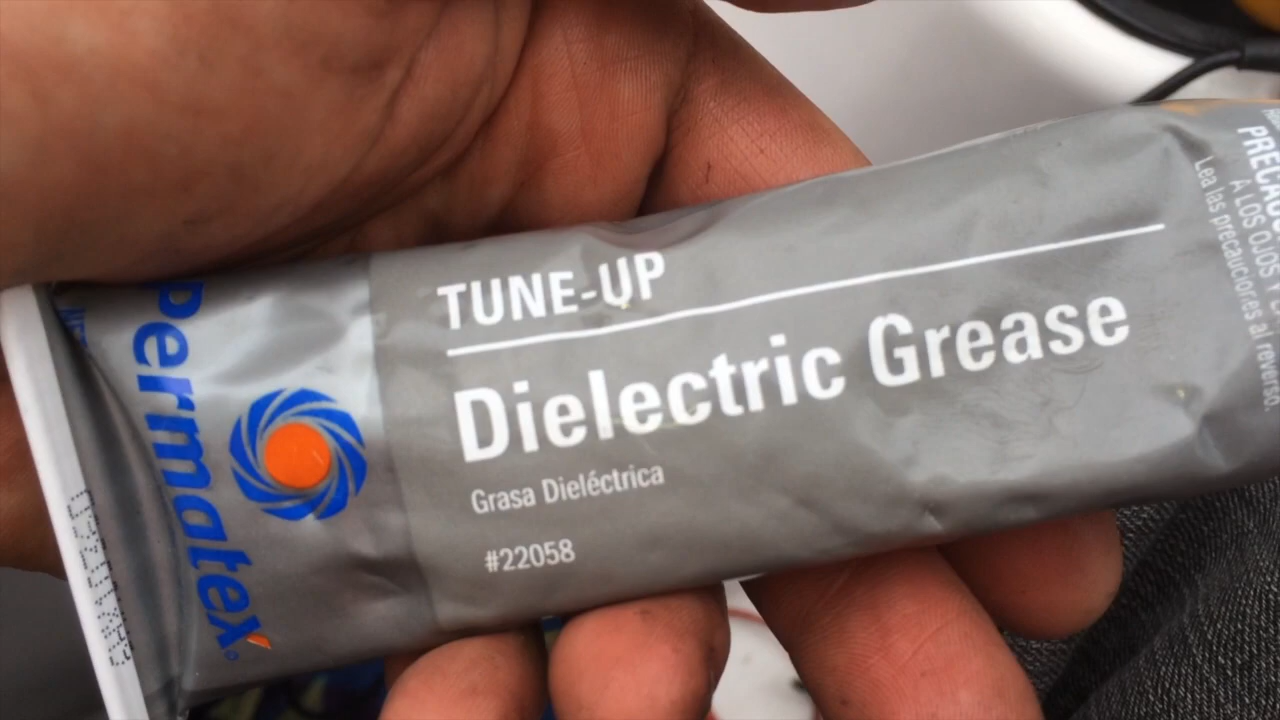 Permatex
TUNE-UP
Dielectric Grease
Grasa Dieléctrica
#22058
A LOS OJOS Y
Lea las precauciones al reverso.